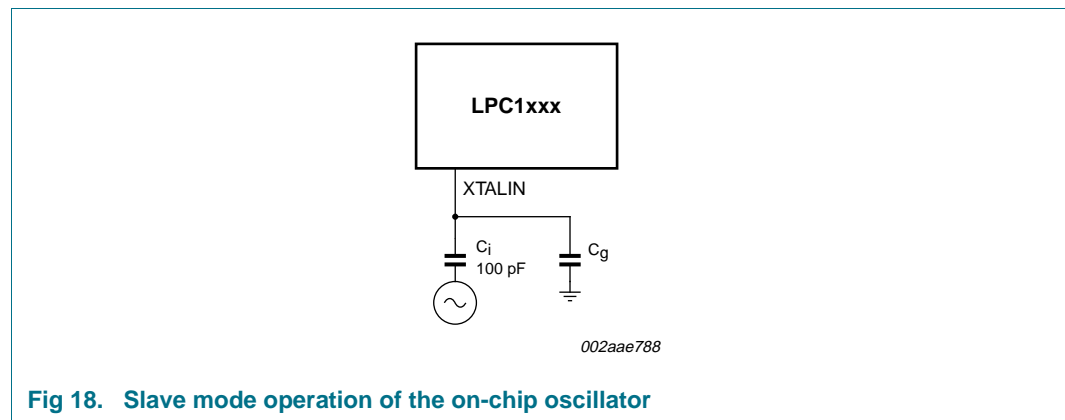 LPC1xxx
XTALIN
Ci
100 pF
Cg
002aae788
Fig 18. Slave mode operation of the on-chip oscillator